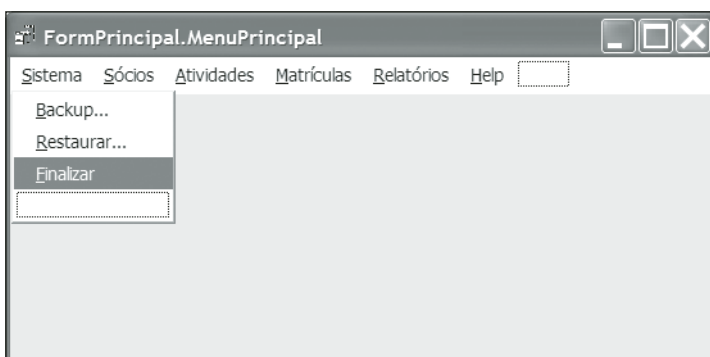 FormPrincipal.MenuPrincipal
Sistema Sócios Atividades Matrículas Relatórios Help
Backup...
Restaurar...
Finalizar